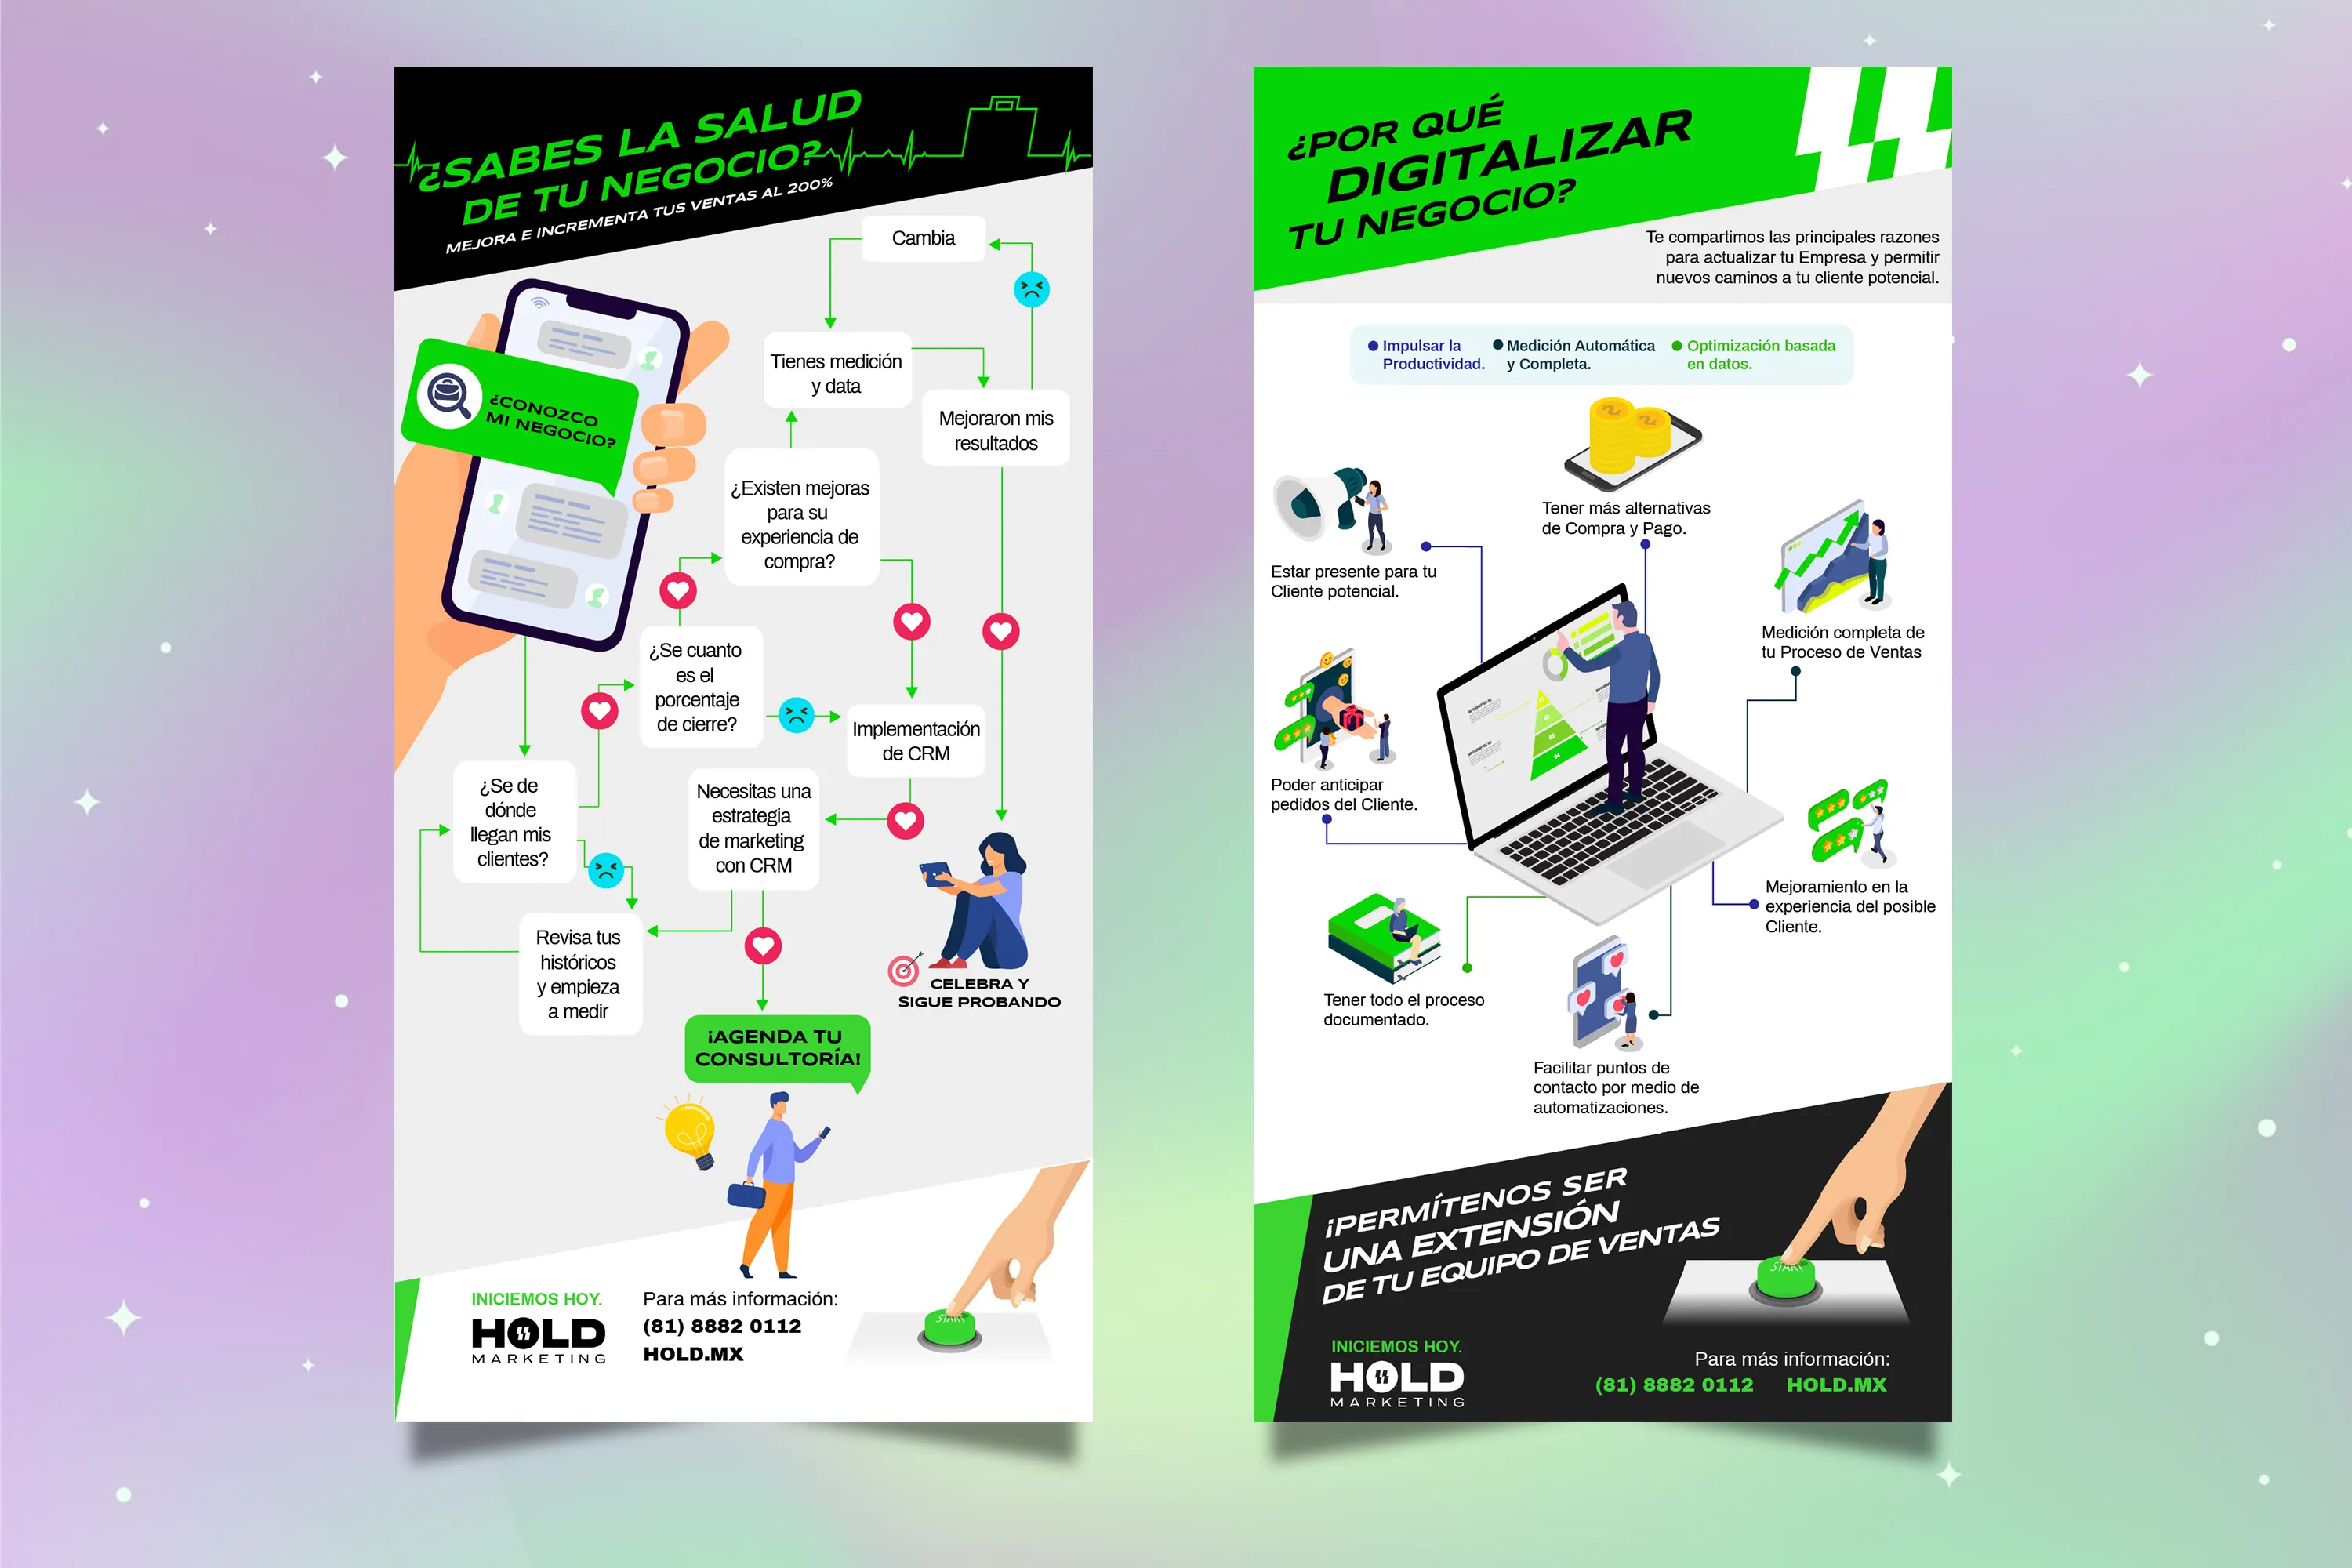 ¿SABES LA SALUD
DE TU NEGOCIO?
MEJORA E INCREMENTA TUS VENTAS AL 200%
¿CONOZCO
MI NEGOCIO?
Cambia
Tienes medición
y data
Mejoraron mis
resultados
¿Existen mejoras
para su
experiencia de
compra?
¿Se cuanto
es el
porcentaje
de cierre?
Implementación
de CRM
¿Se de
dónde
llegan mis
clientes?
Necesitas una
estrategia
de marketing
con CRM
Revisa tus
históricos
y empieza
a medir
CELEBRA Y
SIGUE PROBANDO
¡AGENDA TU
CONSULTORÍA!
INICIEMOS HOY.
HOLD
MARKETING
Para más información:
(81) 8882 0112
HOLD.MX
START
¿POR QUÉ
DIGITALIZAR
TU NEGOCIO?
Te compartimos las principales razones
para actualizar tu Empresa y permitir
nuevos caminos a tu cliente potencial.
Impulsar la
Productividad.
Medición Automática
y Completa.
Optimización basada
en datos.
Tener más alternativas
de Compra y Pago.
Estar presente para tu
Cliente potencial.
Medición completa de
tu Proceso de Ventas
Poder anticipar
pedidos del Cliente.
Mejoramiento en la
experiencia del posible
Cliente.
Tener todo el proceso
documentado.
Facilitar puntos de
contacto por medio de
automatizaciones.
¡PERMÍTENOS SER
UNA EXTENSIÓN
DE TU EQUIPO DE VENTAS
START
INICIEMOS HOY.
HOLD
MARKETING
Para más información:
(81) 8882 0112 HOLD.MX